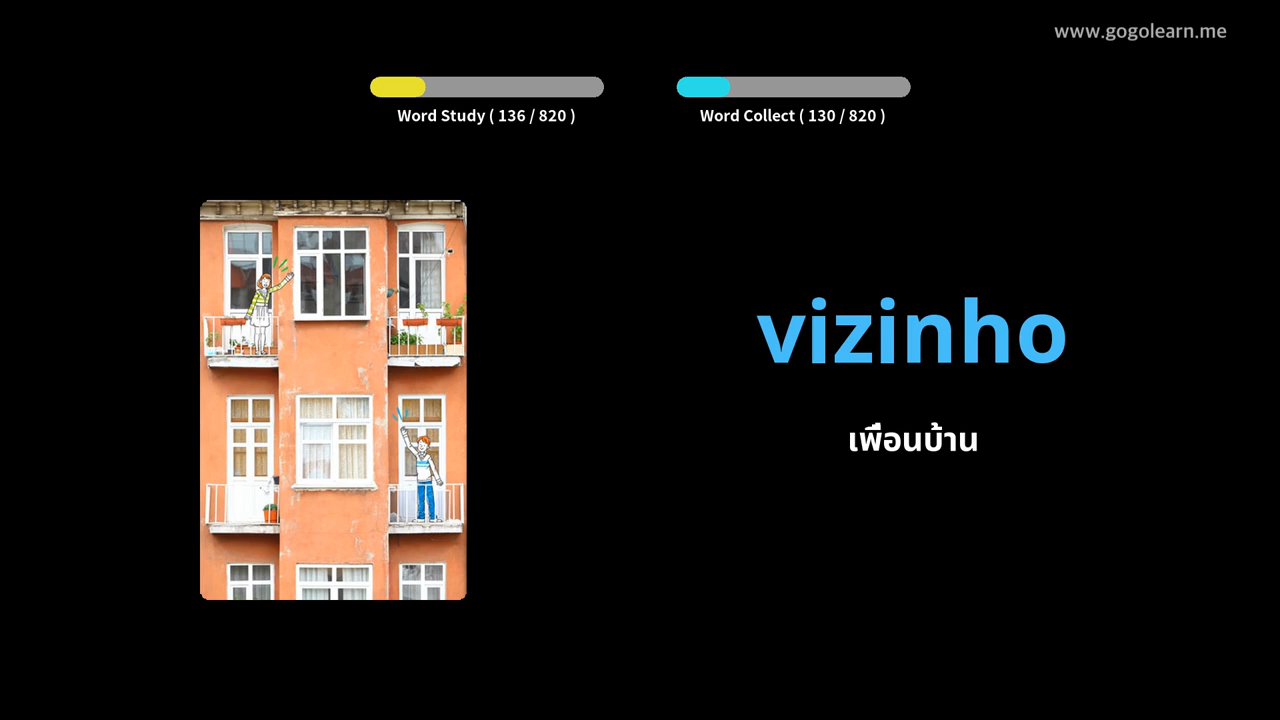 www.gogolearn.me
Word Study ( 136 / 820 )
Word Collect ( 130 / 820 )
vizinho
เพื่อนบ้าน